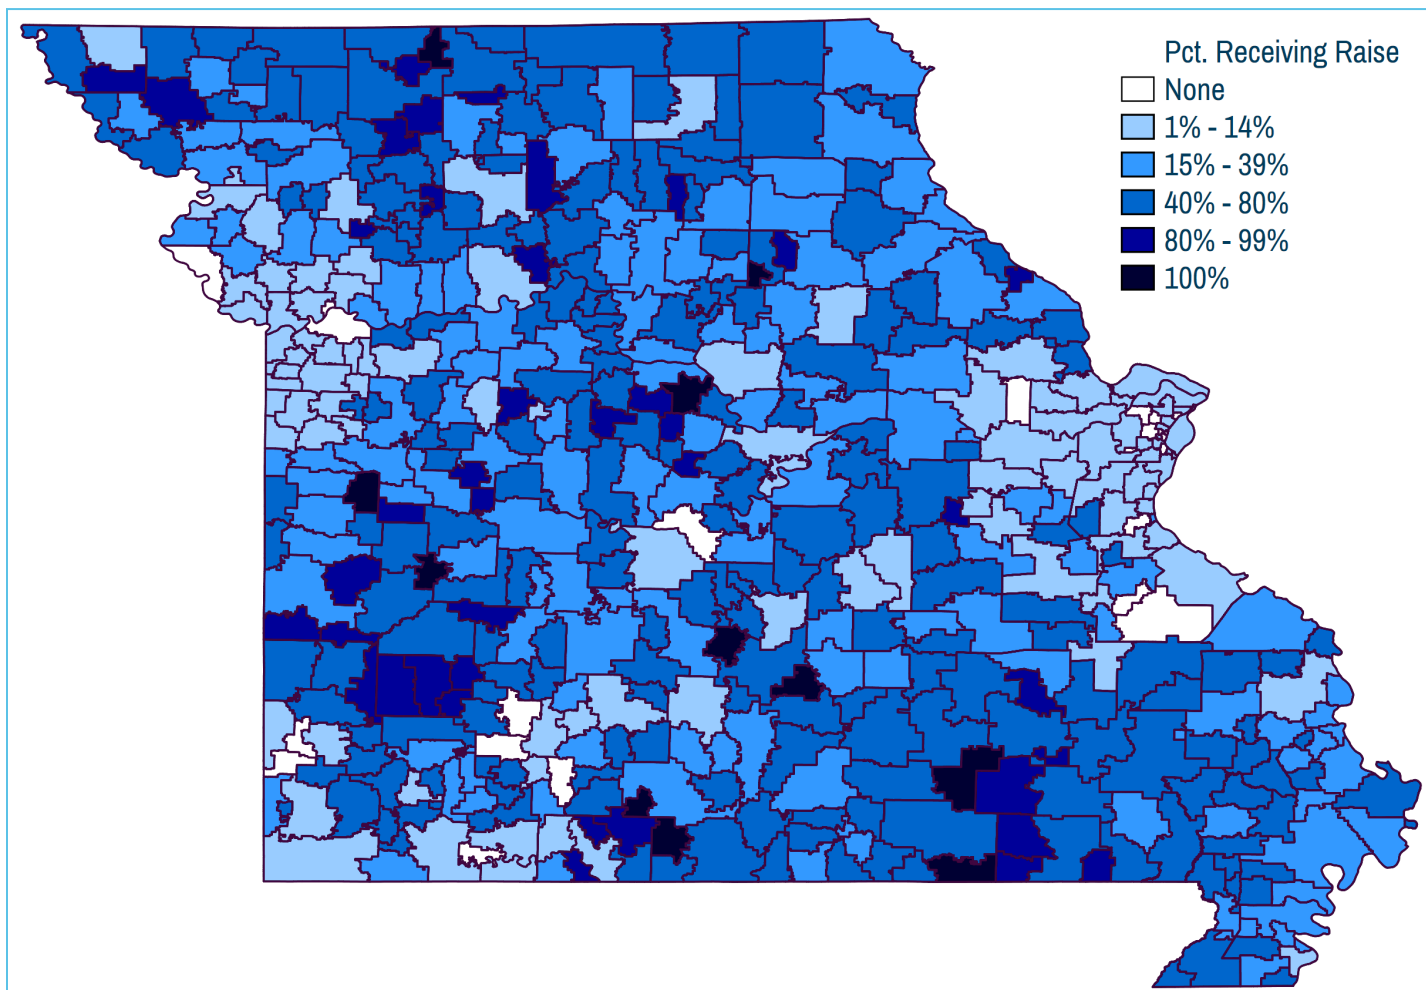 Pct. Receiving Raise
None
1% - 14%
15% - 39%
40% - 80%
80% - 99%
100%